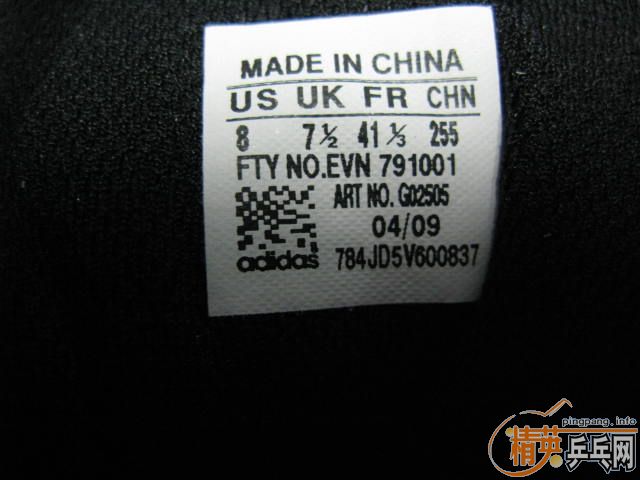 MADE IN CHINA
US UK FR CHN
8 7½ 41⅓ 255
FTY NO.EVN 791001
ART NO. G02505
04/09
adidas 784JD5V600837
pingpang.info
精英乒乓网